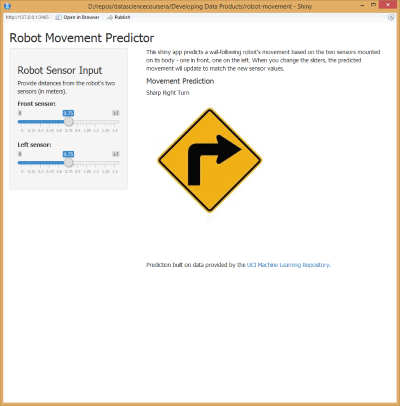 D:/repos/datasciencecoursera/Developing Data Products/robot-movement - Shiny
http://127.0.0.1:3465 Open in Browser Publish
Robot Movement Predictor
Robot Sensor Input
Provide distances from the robot's two
sensors (in meters).
Front sensor:
0 0.75 1.5
0 0.15 0.3 0.45 0.6 0.75 0.9 1.05 1.2 1.35 1.5
Left sensor:
0 0.75 1.5
0 0.15 0.3 0.45 0.6 0.75 0.9 1.05 1.2 1.35 1.5
This shiny app predicts a wall-following robot's movement based on the two sensors mounted
on its body - one in front, one on the left. When you change the sliders, the predicted
movement will update to match the new sensor values.
Movement Prediction
Sharp Right Turn
Prediction built on data provided by the UCI Machine Learning Repository.